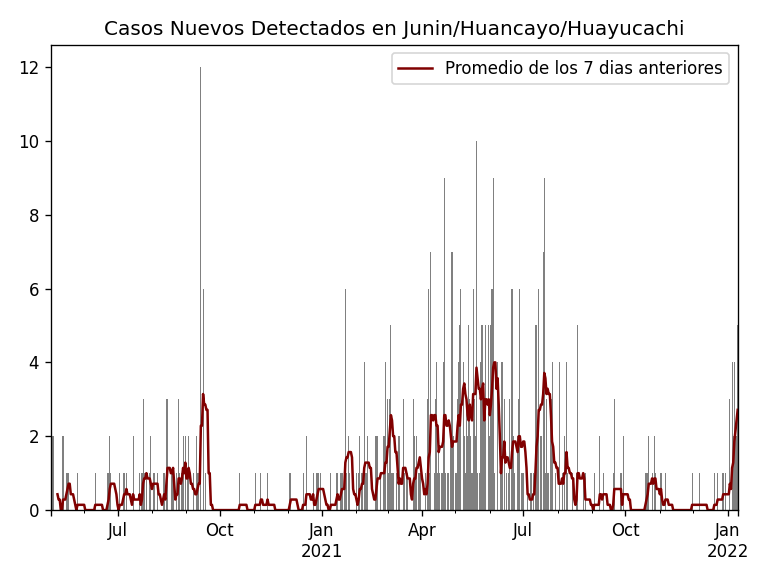 Casos Nuevos Detectados en Junin/Huancayo/Huayucachi
Promedio de los 7 dias anteriores
12
10
8
6
4
2
0
Jul
Oct
Jan
2021
Apr
Jul
Oct
Jan
2022